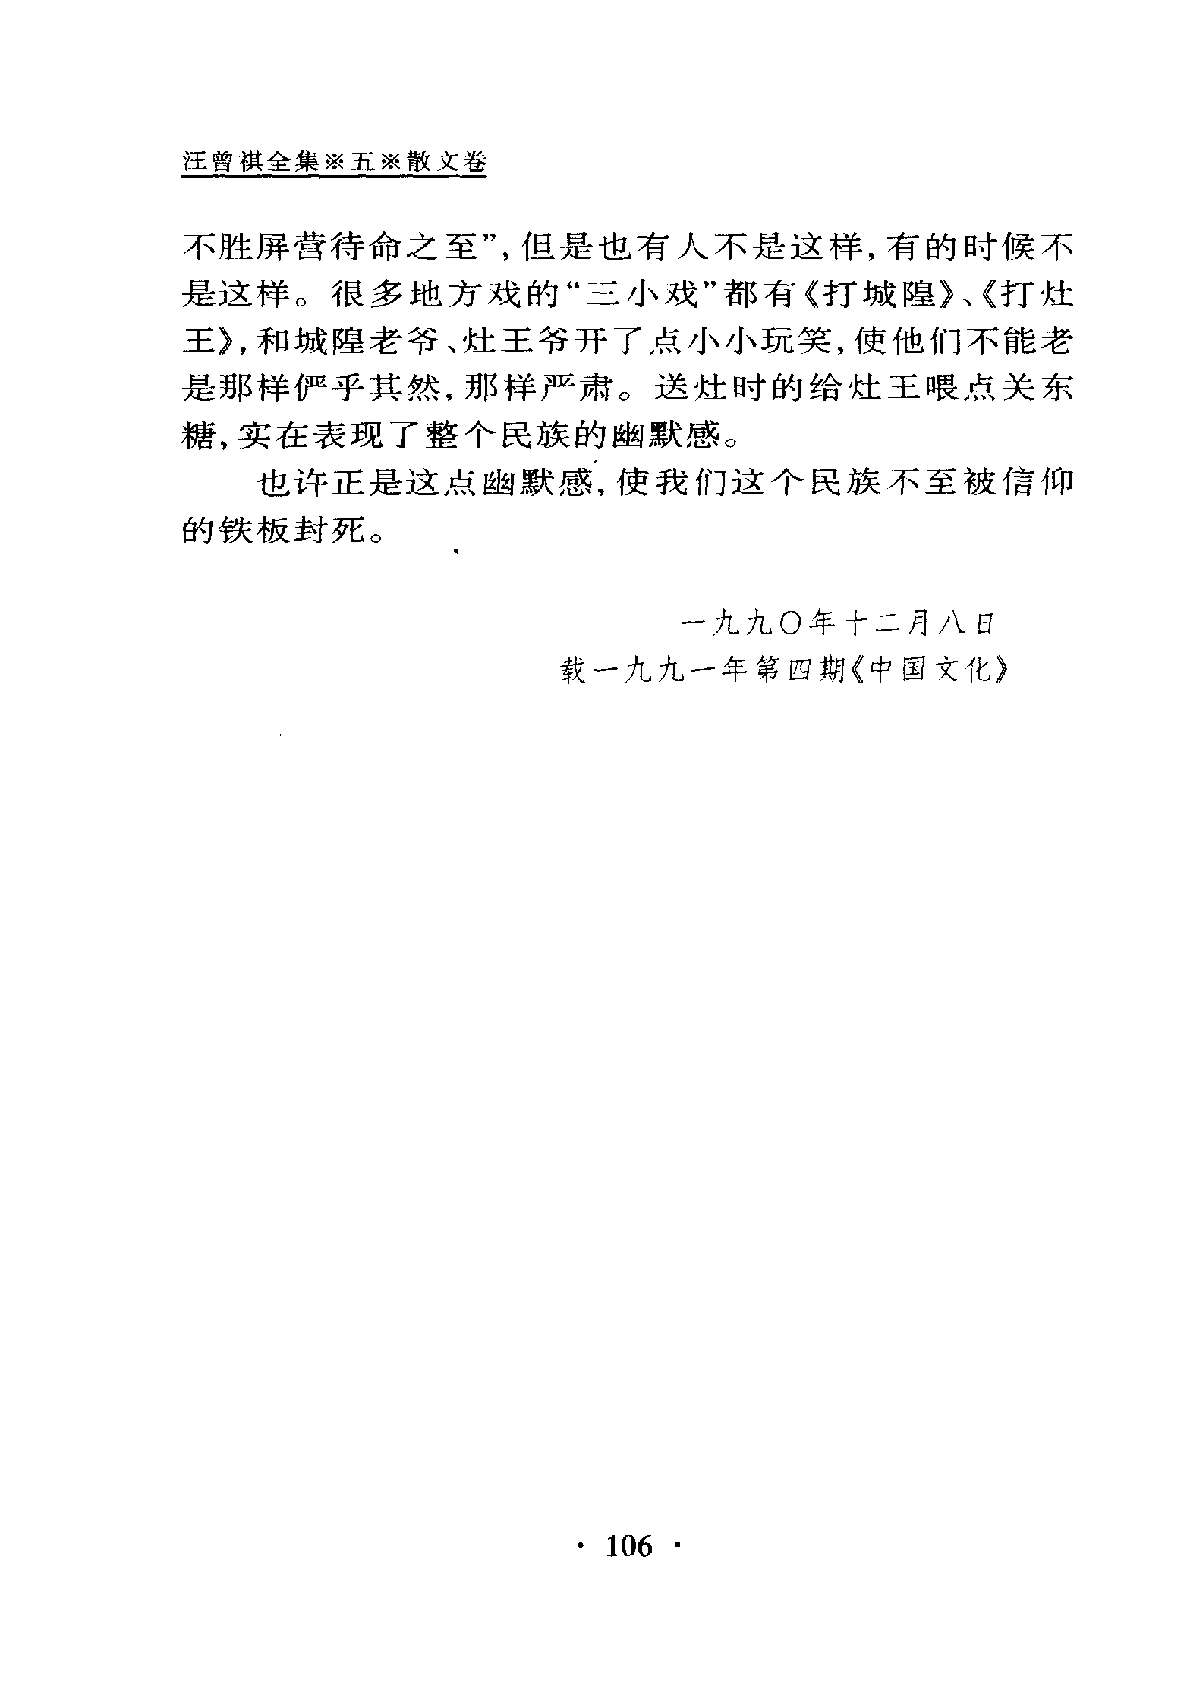 汪曾祺全集※五※散文卷
不胜屏营待命之至”,但是也有人不是这样,有的时候不
是这样。很多地方戏的“三小戏”都有《打城隍》、《打灶
王》,和城隍老爷、灶王爷开了点小小玩笑,使他们不能老
是那样俨乎其然,那样严肃。送灶时的给灶王喂点关东
糖,实在表现了整个民族的幽默感。
也许正是这点幽默感,使我们这个民族不至被信仰
的铁板封死。
一九九〇年十二月八日
载一九九一年第四期《中国文化》
· 106 ·